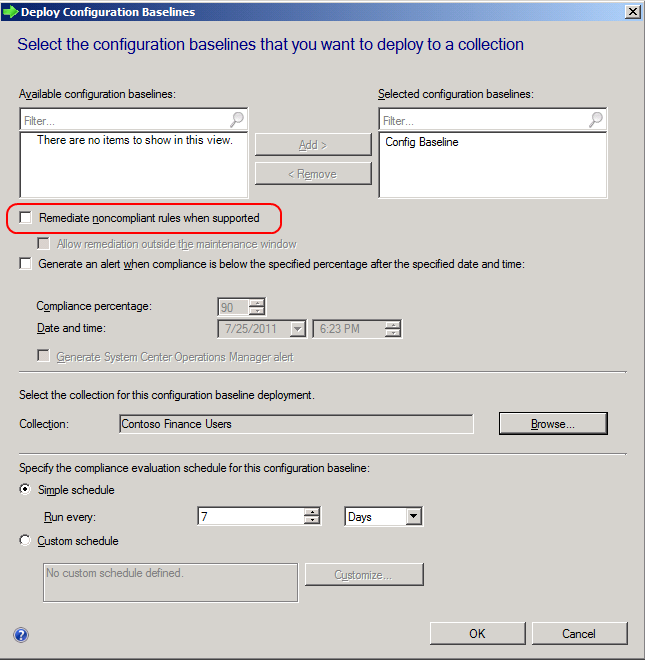 Deploy Configuration Baselines
Select the configuration baselines that you want to deploy to a collection
Available configuration baselines:
Selected configuration baselines:
Filter...
Filter...
There are no items to show in this view.
Add >
Config Baseline
< Remove
Remediate noncompliant rules when supported
Allow remediation outside the maintenance window
Generate an alert when compliance is below the specified percentage after the specified date and time:
Compliance percentage:
90
Date and time:
7/25/2011
6:23 PM
Generate System Center Operations Manager alert
Select the collection for this configuration baseline deployment.
Collection:
Contoso Finance Users
Browse...
Specify the compliance evaluation schedule for this configuration baseline:
Simple schedule
Run every:
7
Days
Custom schedule
No custom schedule defined.
Customize...
OK
Cancel